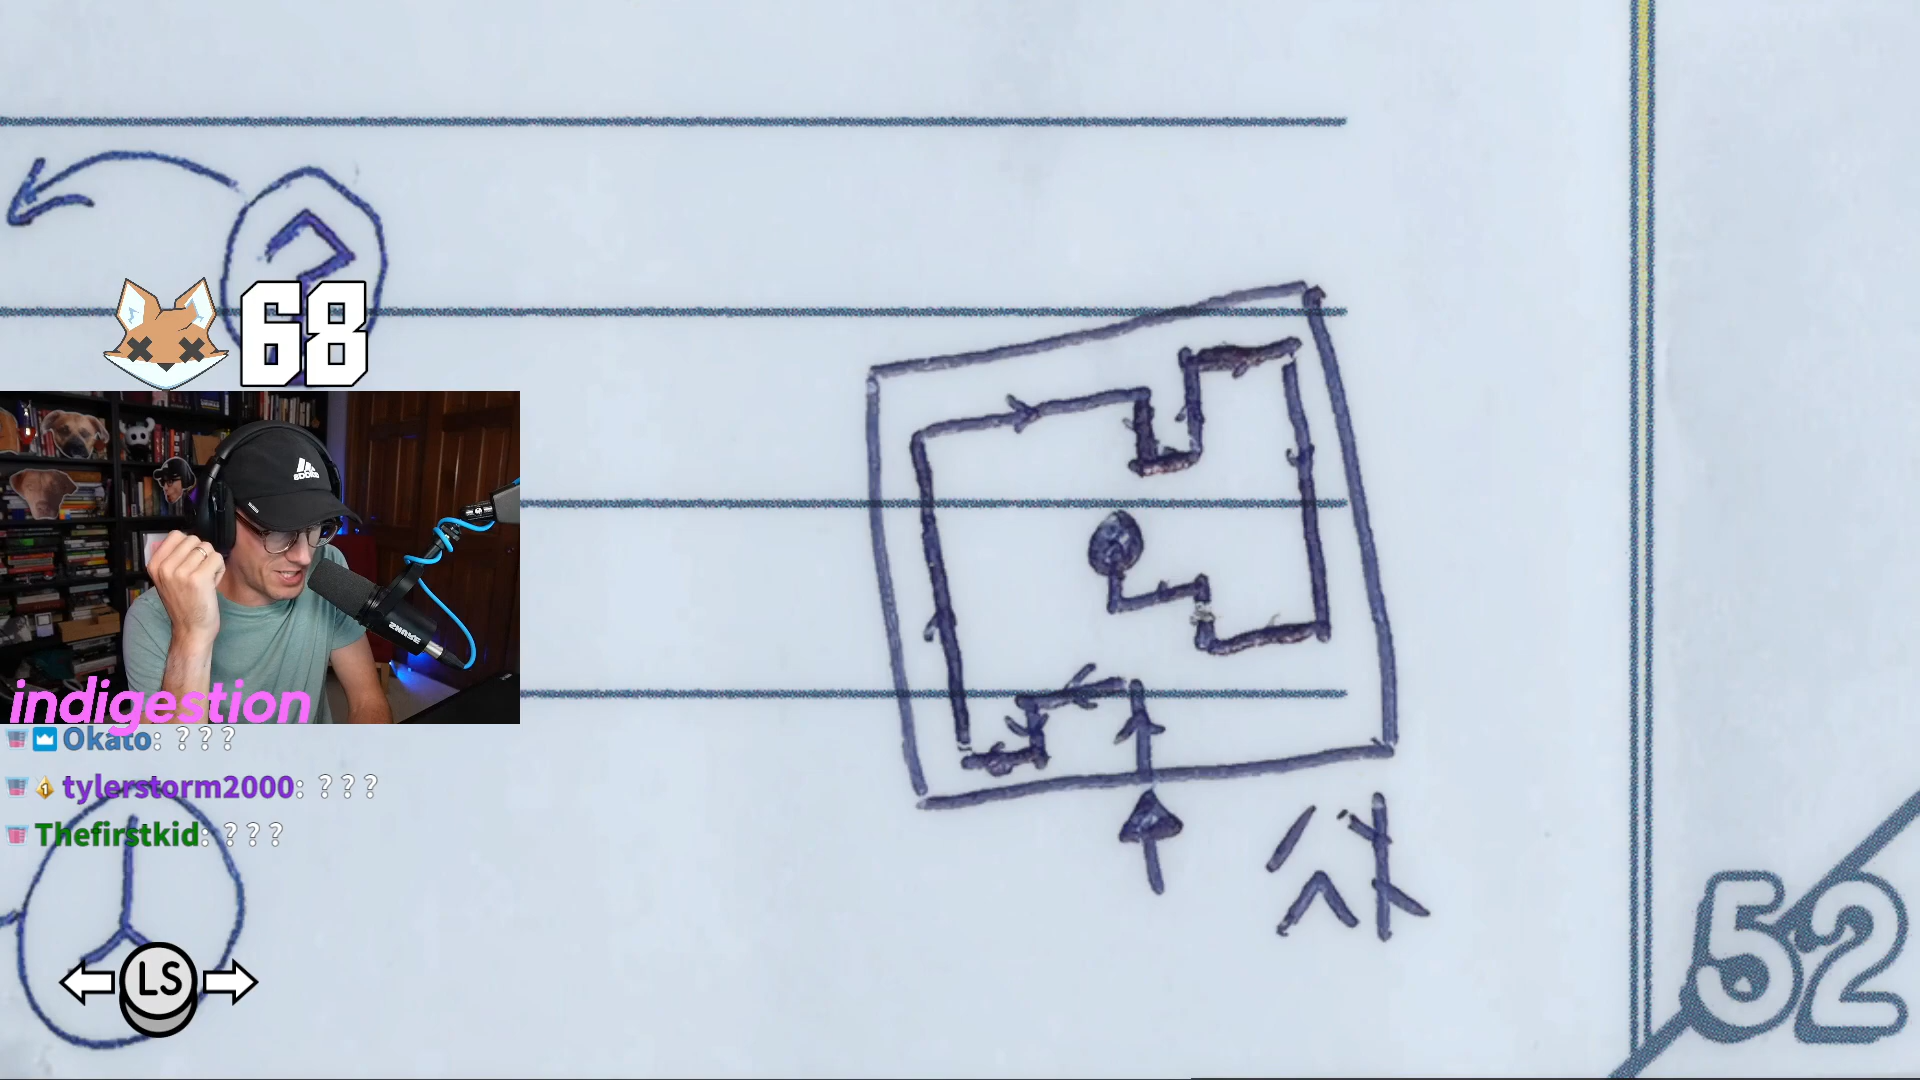 68
indigestion
Okato: ???
tylerstorm2000: ???
Thefirstkid: ???
LS
52